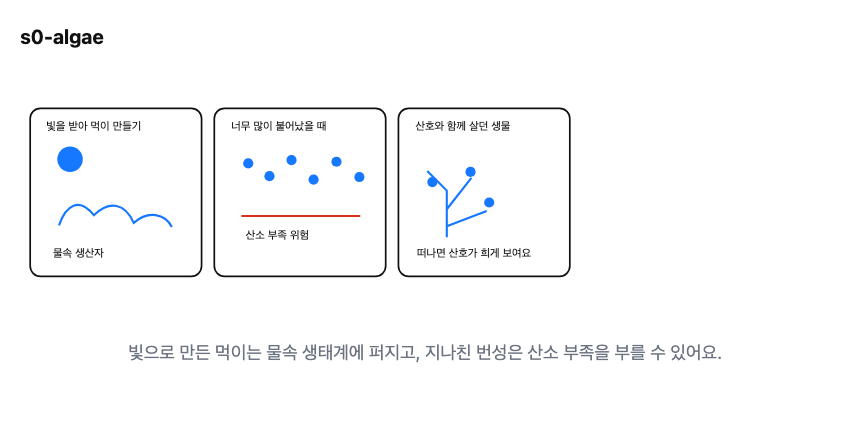 s0-algae
빛을 받아 먹이 만들기
물속 생산자
너무 많이 불어났을 때
산소 부족 위험
산호와 함께 살던 생물
떠나면 산호가 희게 보여요
빛으로 만든 먹이는 물속 생태계에 퍼지고, 지나친 번성은 산소 부족을 부를 수 있어요.